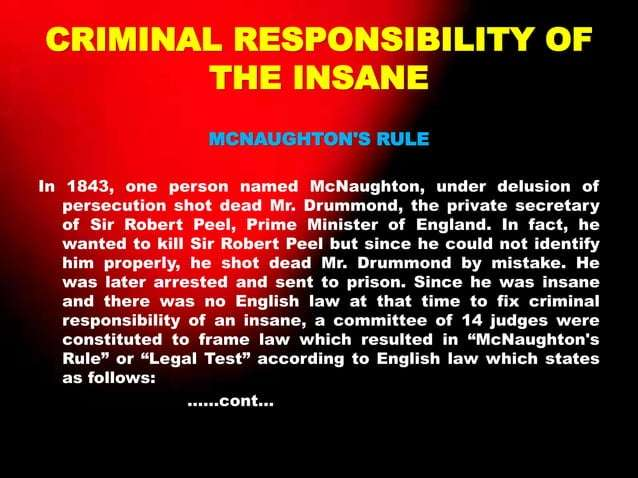 CRIMINAL RESPONSIBILITY OF
THE INSANE
MCNAUGHTON'S RULE
In 1843, one person named McNaughton, under delusion of
persecution shot dead Mr. Drummond, the private secretary
of Sir Robert Peel, Prime Minister of England. In fact, he
wanted to kill Sir Robert Peel but since he could not identify
him properly, he shot dead Mr. Drummond by mistake. He
was later arrested and sent to prison. Since he was insane
and there was no English law at that time to fix criminal
responsibility of an insane, a committee of 14 judges were
constituted to frame law which resulted in “McNaughton's
Rule” or “Legal Test” according to English law which states
as follows:
......cont...